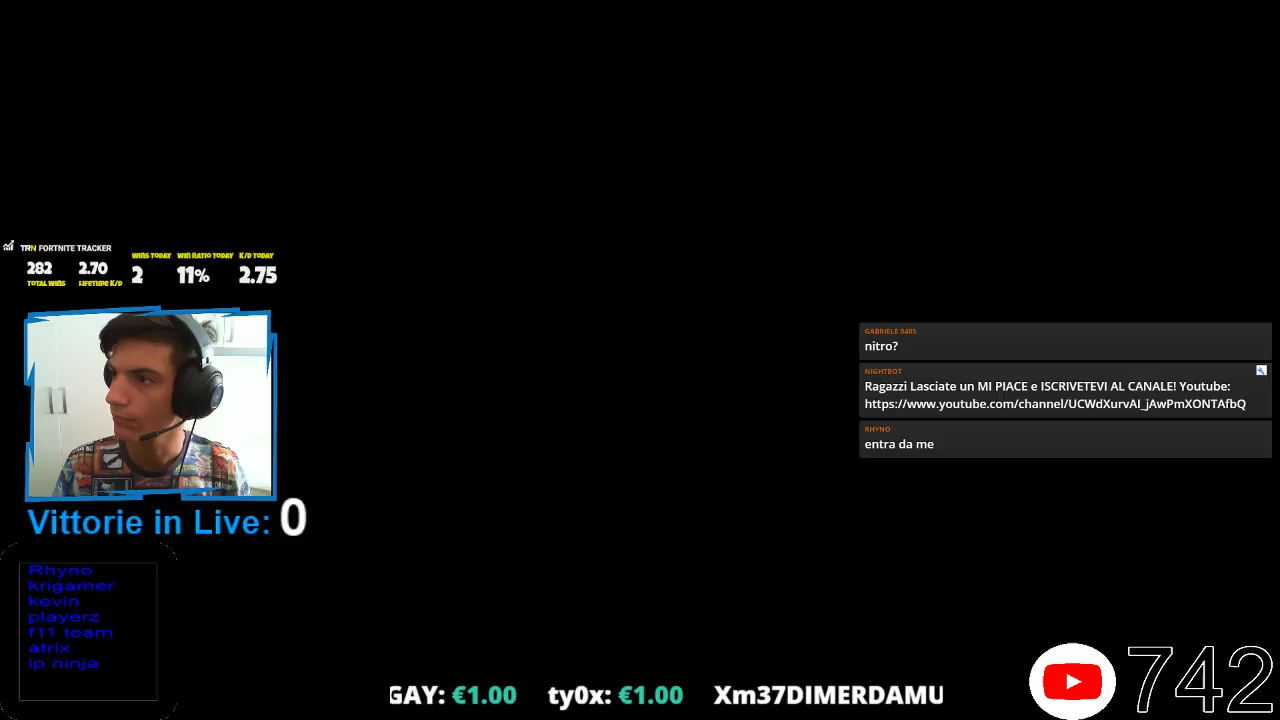 TRN FORTNITE TRACKER
282
TOTAL WINS
2.70
LIFETIME K/D
WINS TODAY
2
WIN RATIO TODAY
11%
K/D TODAY
2.75
GABRIELE 0405
nitro?
NIGHTBOT
Ragazzi Lasciate un MI PIACE e ISCRIVETEVI AL CANALE! Youtube:
https://www.youtube.com/channel/UCWdXurvAI_jAwPmXONTAfbQ
RHYNO
entra da me
Vittorie in Live: 0
Rhyno
krigamer
kevin
playerz
f11 team
atrix
lp ninja
GAY: €1.00 ty0x: €1.00 Xm37DIMERDAMU
742